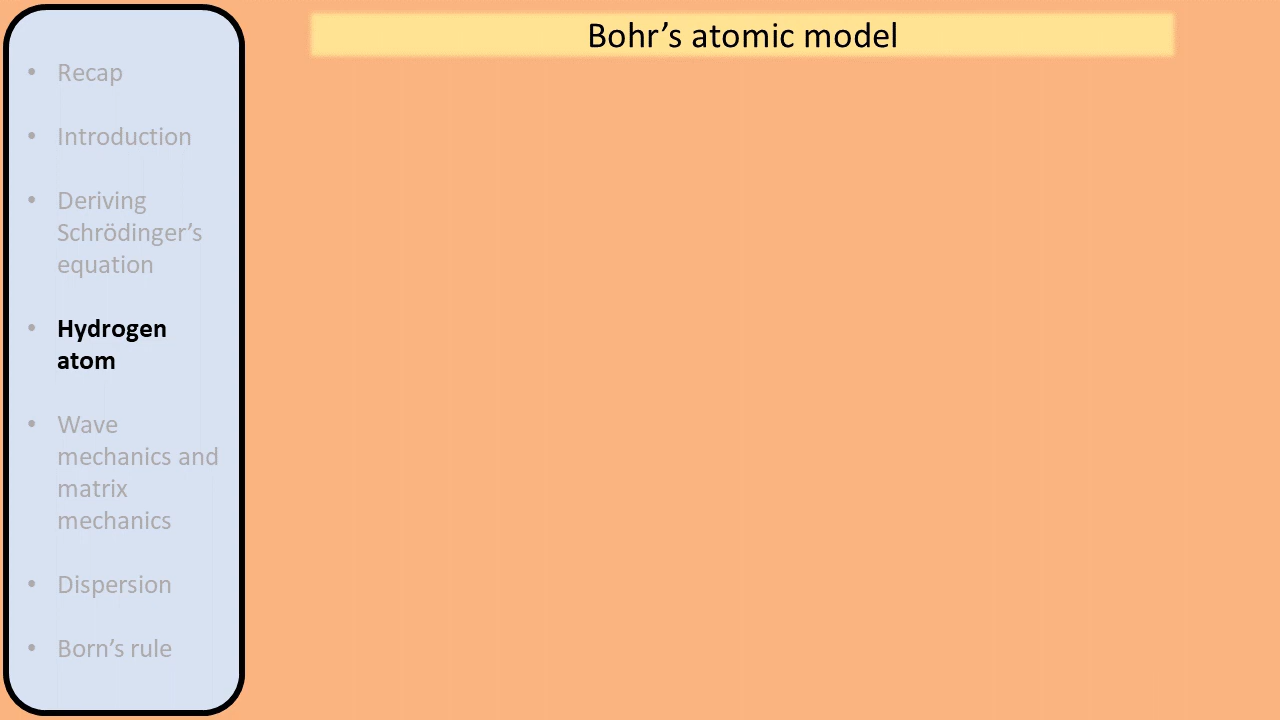 Bohr’s atomic model
• Recap
• Introduction
• Deriving
Schrödinger’s
equation
• Hydrogen
atom
• Wave
mechanics and
matrix
mechanics
• Dispersion
• Born’s rule